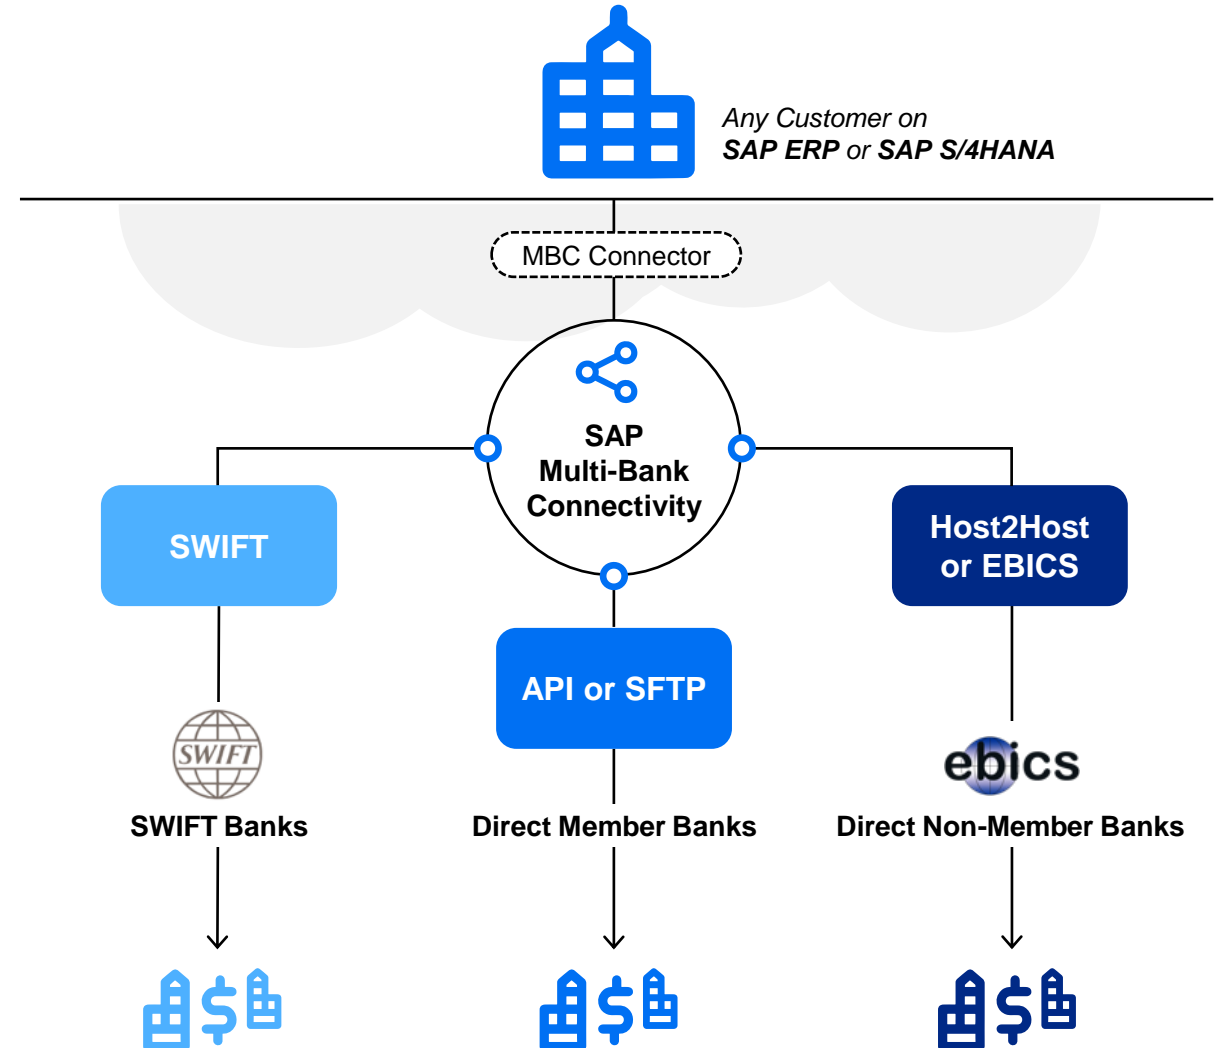 Any Customer on
SAP ERP or SAP S/4HANA
MBC Connector
SAP
Multi-Bank
Connectivity
SWIFT
Host2Host
or EBICS
API or SFTP
SWIFT
ebics
SWIFT Banks
Direct Member Banks
Direct Non-Member Banks